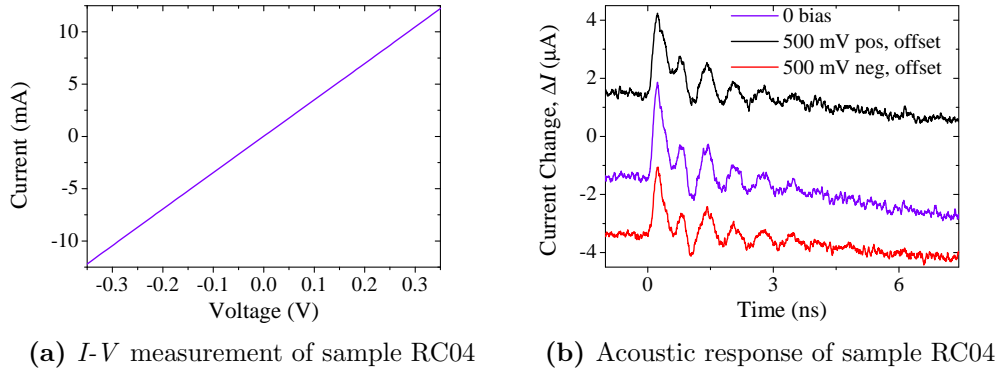 10
5
0
-5
-10
Current (mA)
-0.3 -0.2 -0.1 0.0 0.1 0.2 0.3
Voltage (V)
(a) I-V measurement of sample RC04
0 bias
500 mV pos, offset
500 mV neg, offset
4
2
0
-2
-4
Current Change, ΔI (μA)
0 3 6
Time (ns)
(b) Acoustic response of sample RC04